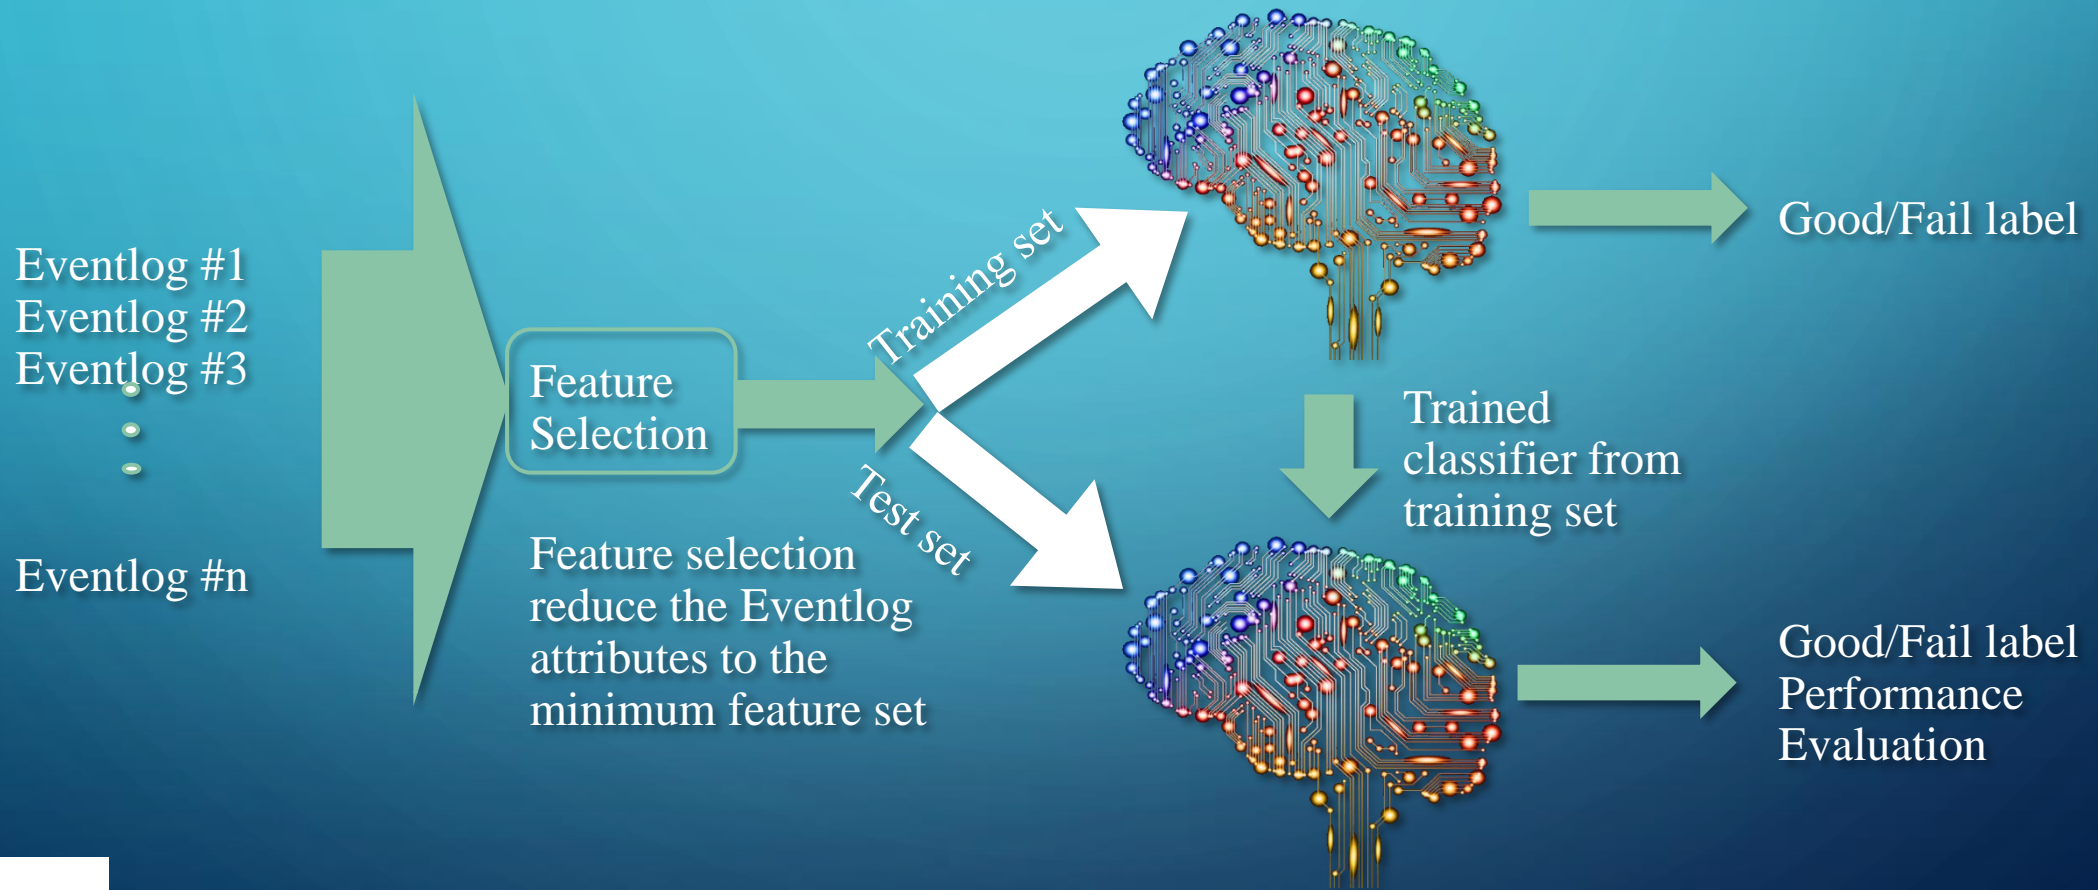 Eventlog #1
Eventlog #2
Eventlog #3
Eventlog #n
Feature
Selection
Feature selection
reduce the Eventlog
attributes to the
minimum feature set
Training set
Test set
Good/Fail label
Trained
classifier from
training set
Good/Fail label
Performance
Evaluation